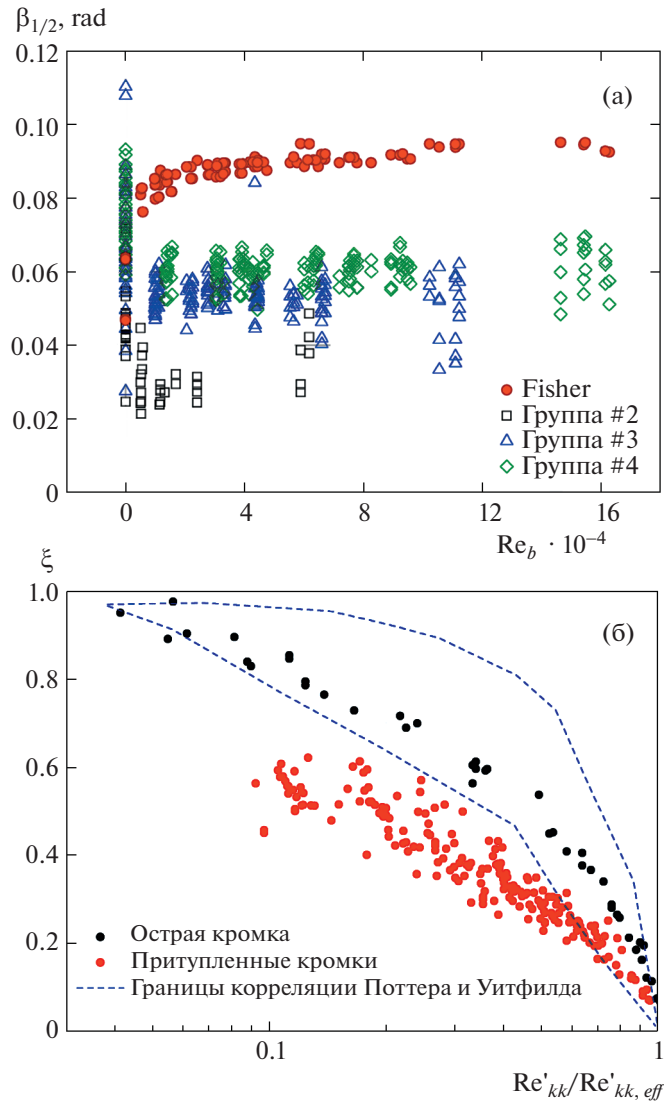 β1/2, rad
0.12
(а)
0.10
0.08
0.06
0.04
Fisher
Группа #2
0.02
Группа #3
Группа #4
0
0
4
8
12
16
Reb · 10−4
ξ
1.0
(б)
0.8
0.6
0.4
Острая кромка
0.2
Притупленные кромки
Границы корреляции Поттера и Уитфилда
0
0.1
1
Re'kk/Re'kk, eff